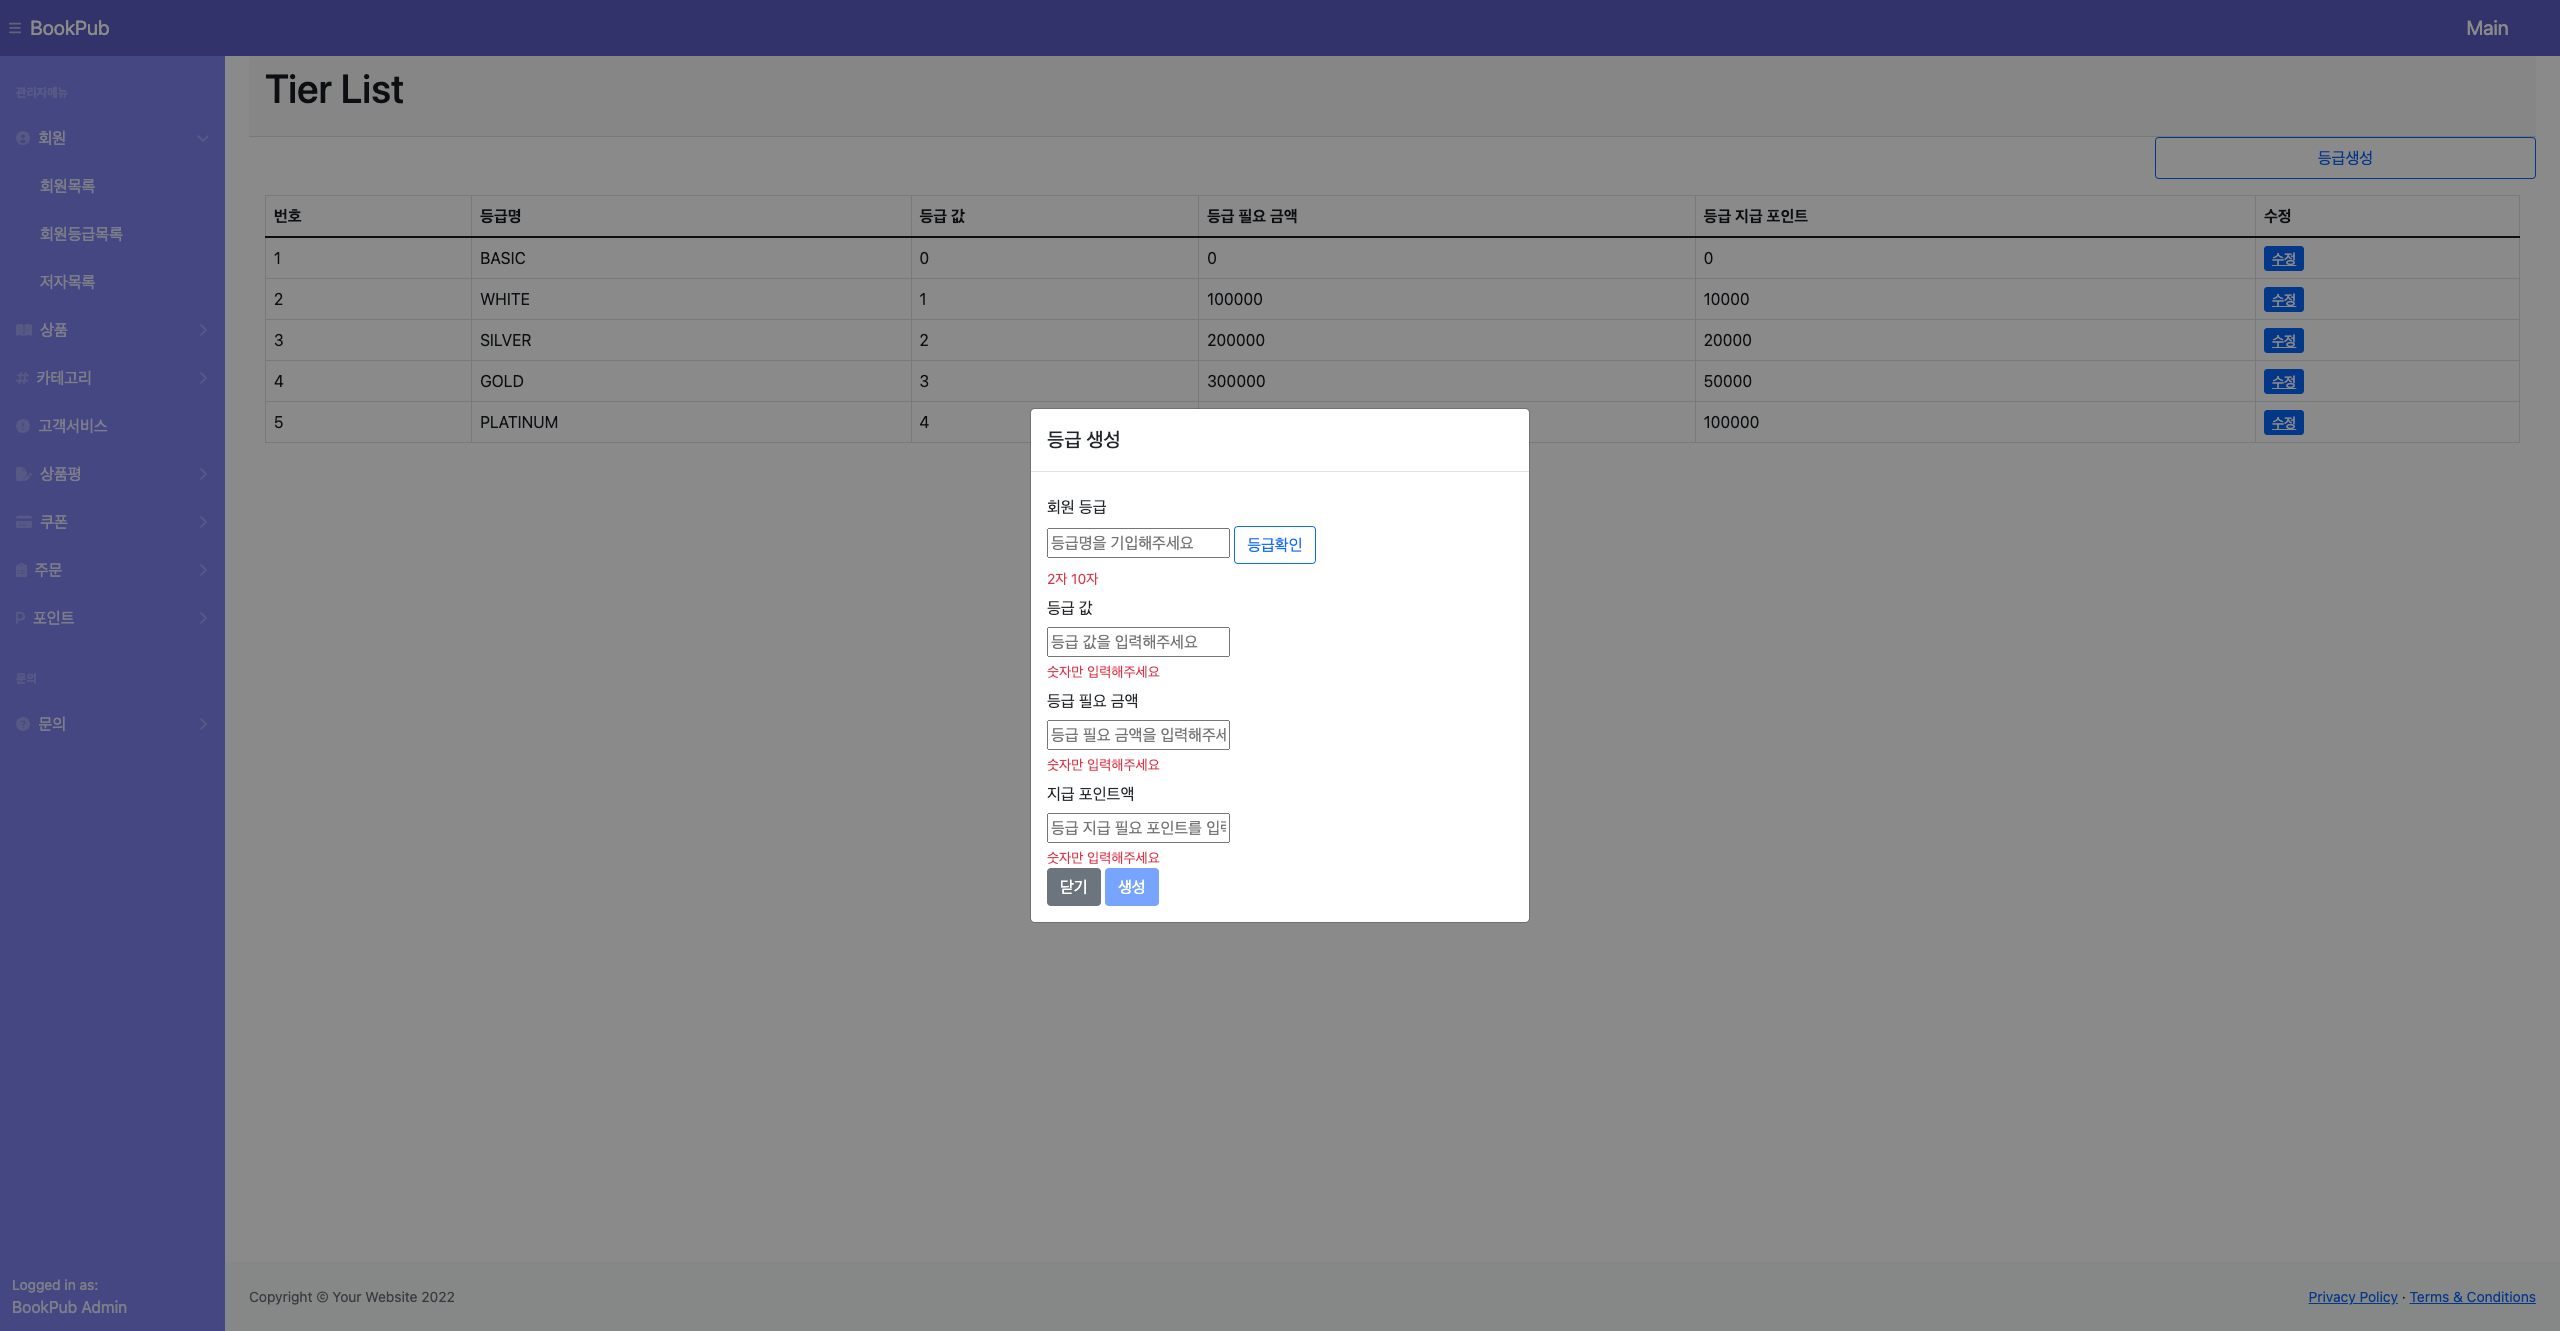 BookPub
Main
관리자메뉴
회원
회원목록
회원등급목록
저자목록
상품
카테고리
고객서비스
상품평
쿠폰
주문
포인트
문의
문의
Logged in as:
BookPub Admin
Tier List
등급생성
번호 등급명 등급 값 등급 필요 금액 등급 지급 포인트 수정
1 BASIC 0 0 0 수정
2 WHITE 1 100000 10000 수정
3 SILVER 2 200000 20000 수정
4 GOLD 3 300000 50000 수정
5 PLATINUM 4 100000 수정
등급 생성
회원 등급
등급명을 기입해주세요 등급확인
2자 10자
등급 값
등급 값을 입력해주세요
숫자만 입력해주세요
등급 필요 금액
등급 필요 금액을 입력해주세
숫자만 입력해주세요
지급 포인트액
등급 지급 필요 포인트를 입력
숫자만 입력해주세요
닫기 생성
Copyright © Your Website 2022
Privacy Policy · Terms & Conditions